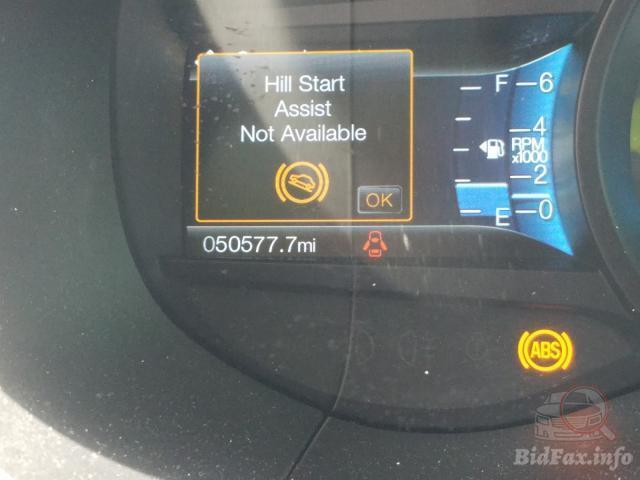 Hill Start
Assist
Not Available
OK
F
E
6
4
RPM
x1000
2
0
050577.7mi
ABS
BidFax.info